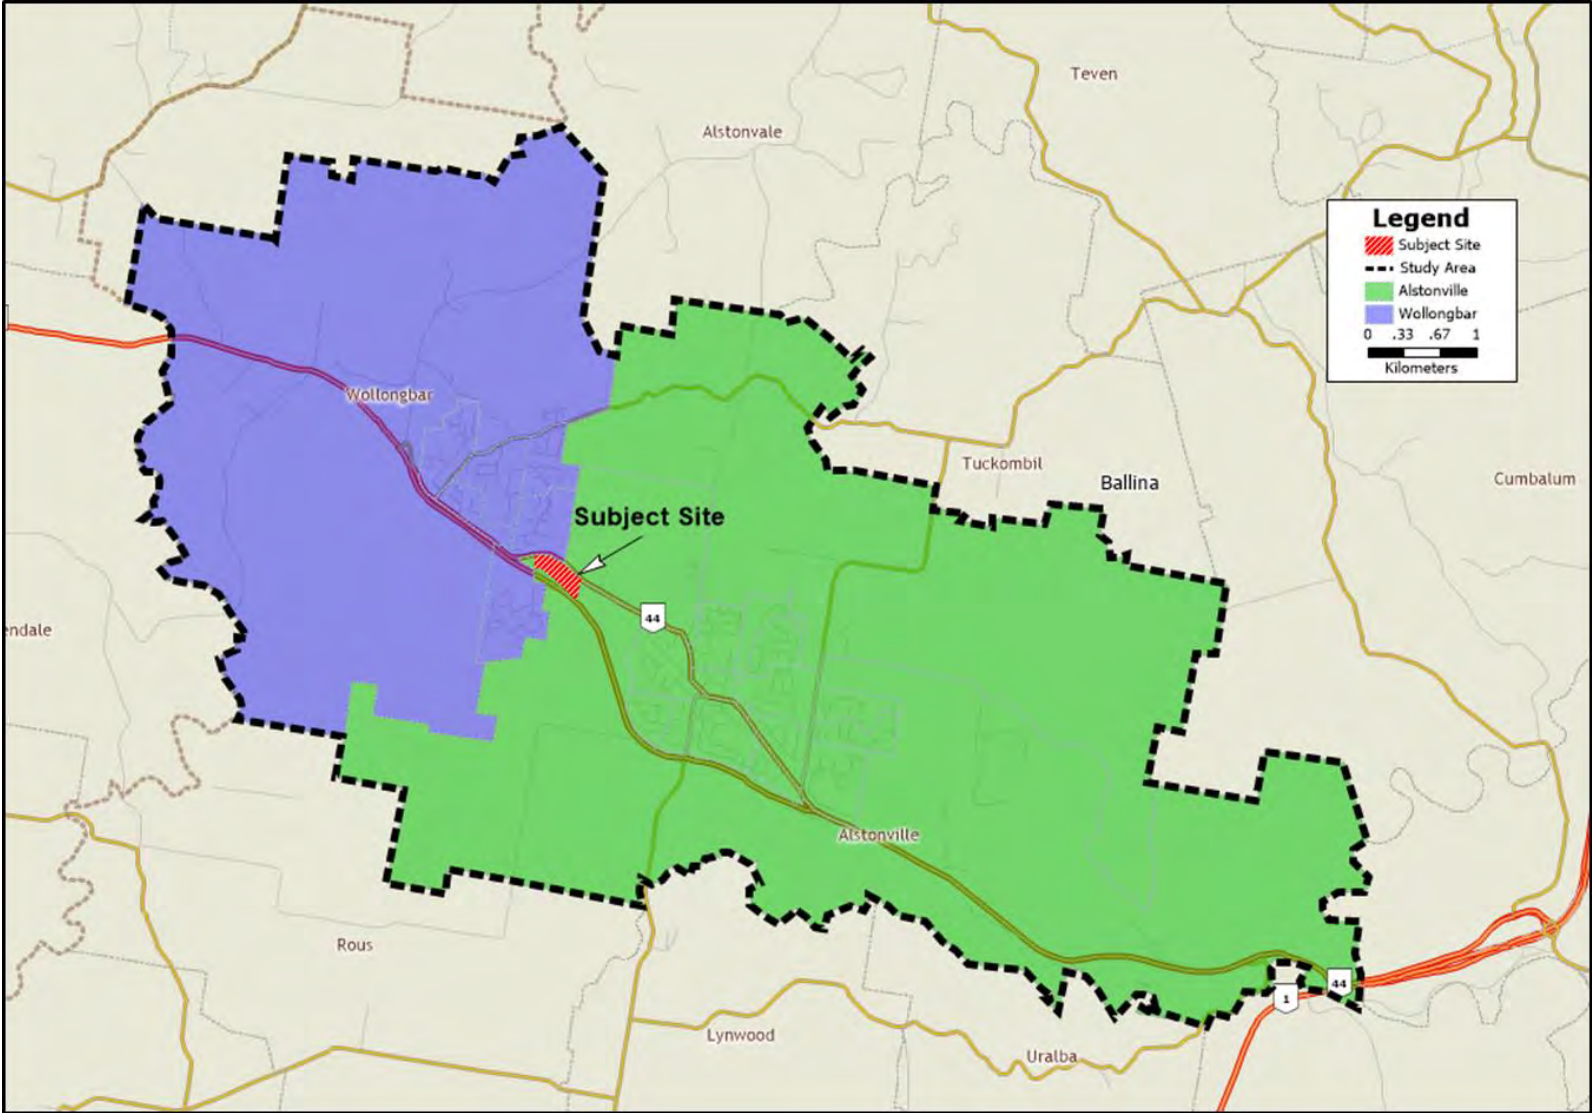 Teven
Alstonvale
Legend
Subject Site
Study Area
Alstonville
Wollongbar
0 .33 .67 1
Kilometers
Wollongbar
Tuckombil
Ballina
Cumbalum
Subject Site
44
endale
Alstonville
Rous
44
1
Lynwood
Uralba